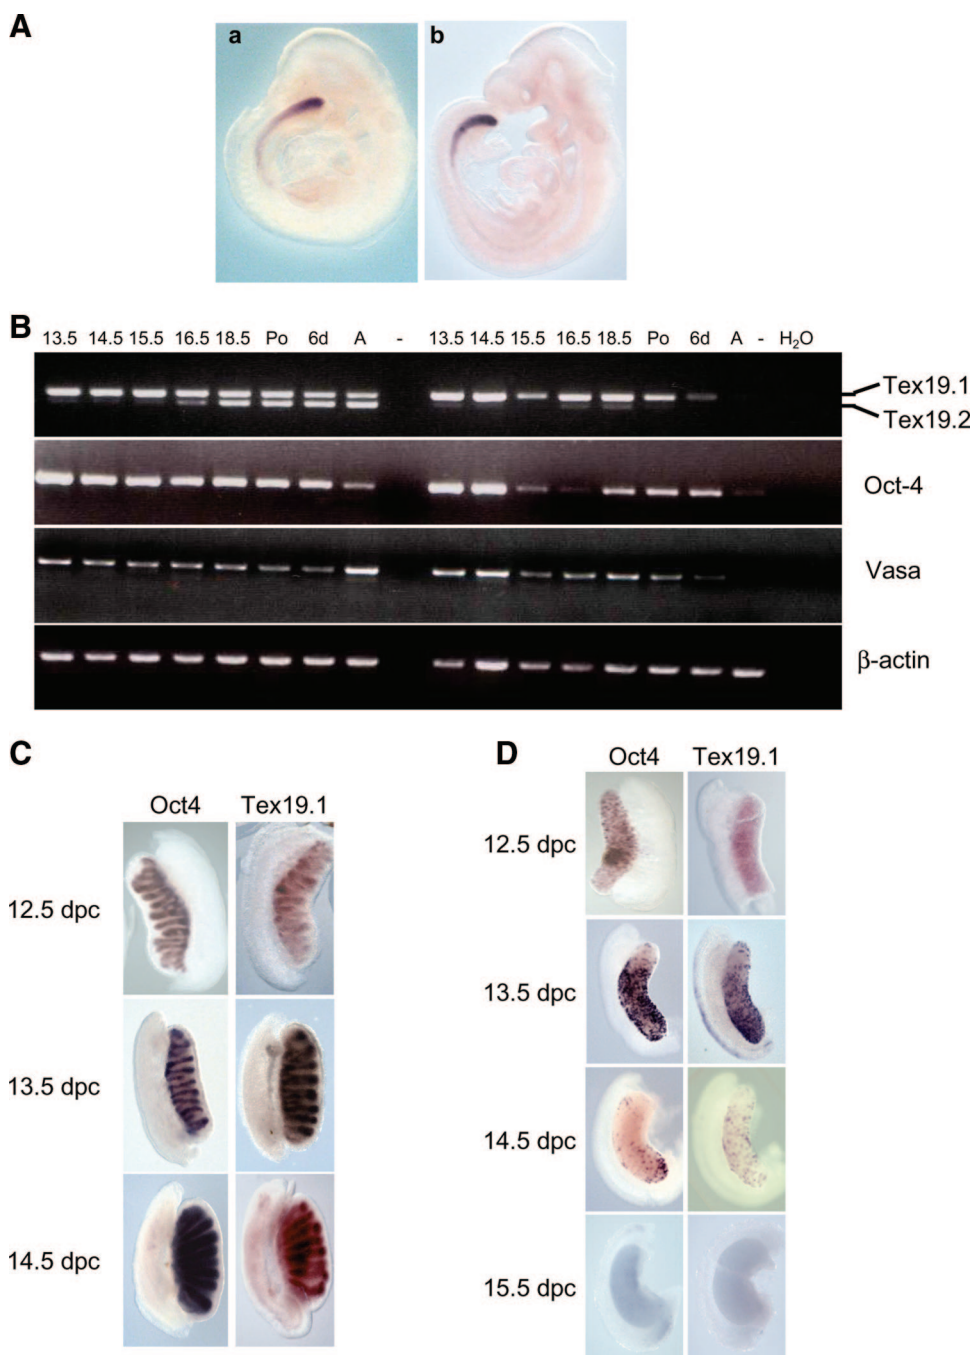 A
a
b
B
13.5 14.5 15.5 16.5 18.5 Po 6d A - 13.5 14.5 15.5 16.5 18.5 Po 6d A - H₂O
Tex19.1
Tex19.2
Oct-4
Vasa
β-actin
C
Oct4 Tex19.1
12.5 dpc
13.5 dpc
14.5 dpc
D
Oct4 Tex19.1
12.5 dpc
13.5 dpc
14.5 dpc
15.5 dpc